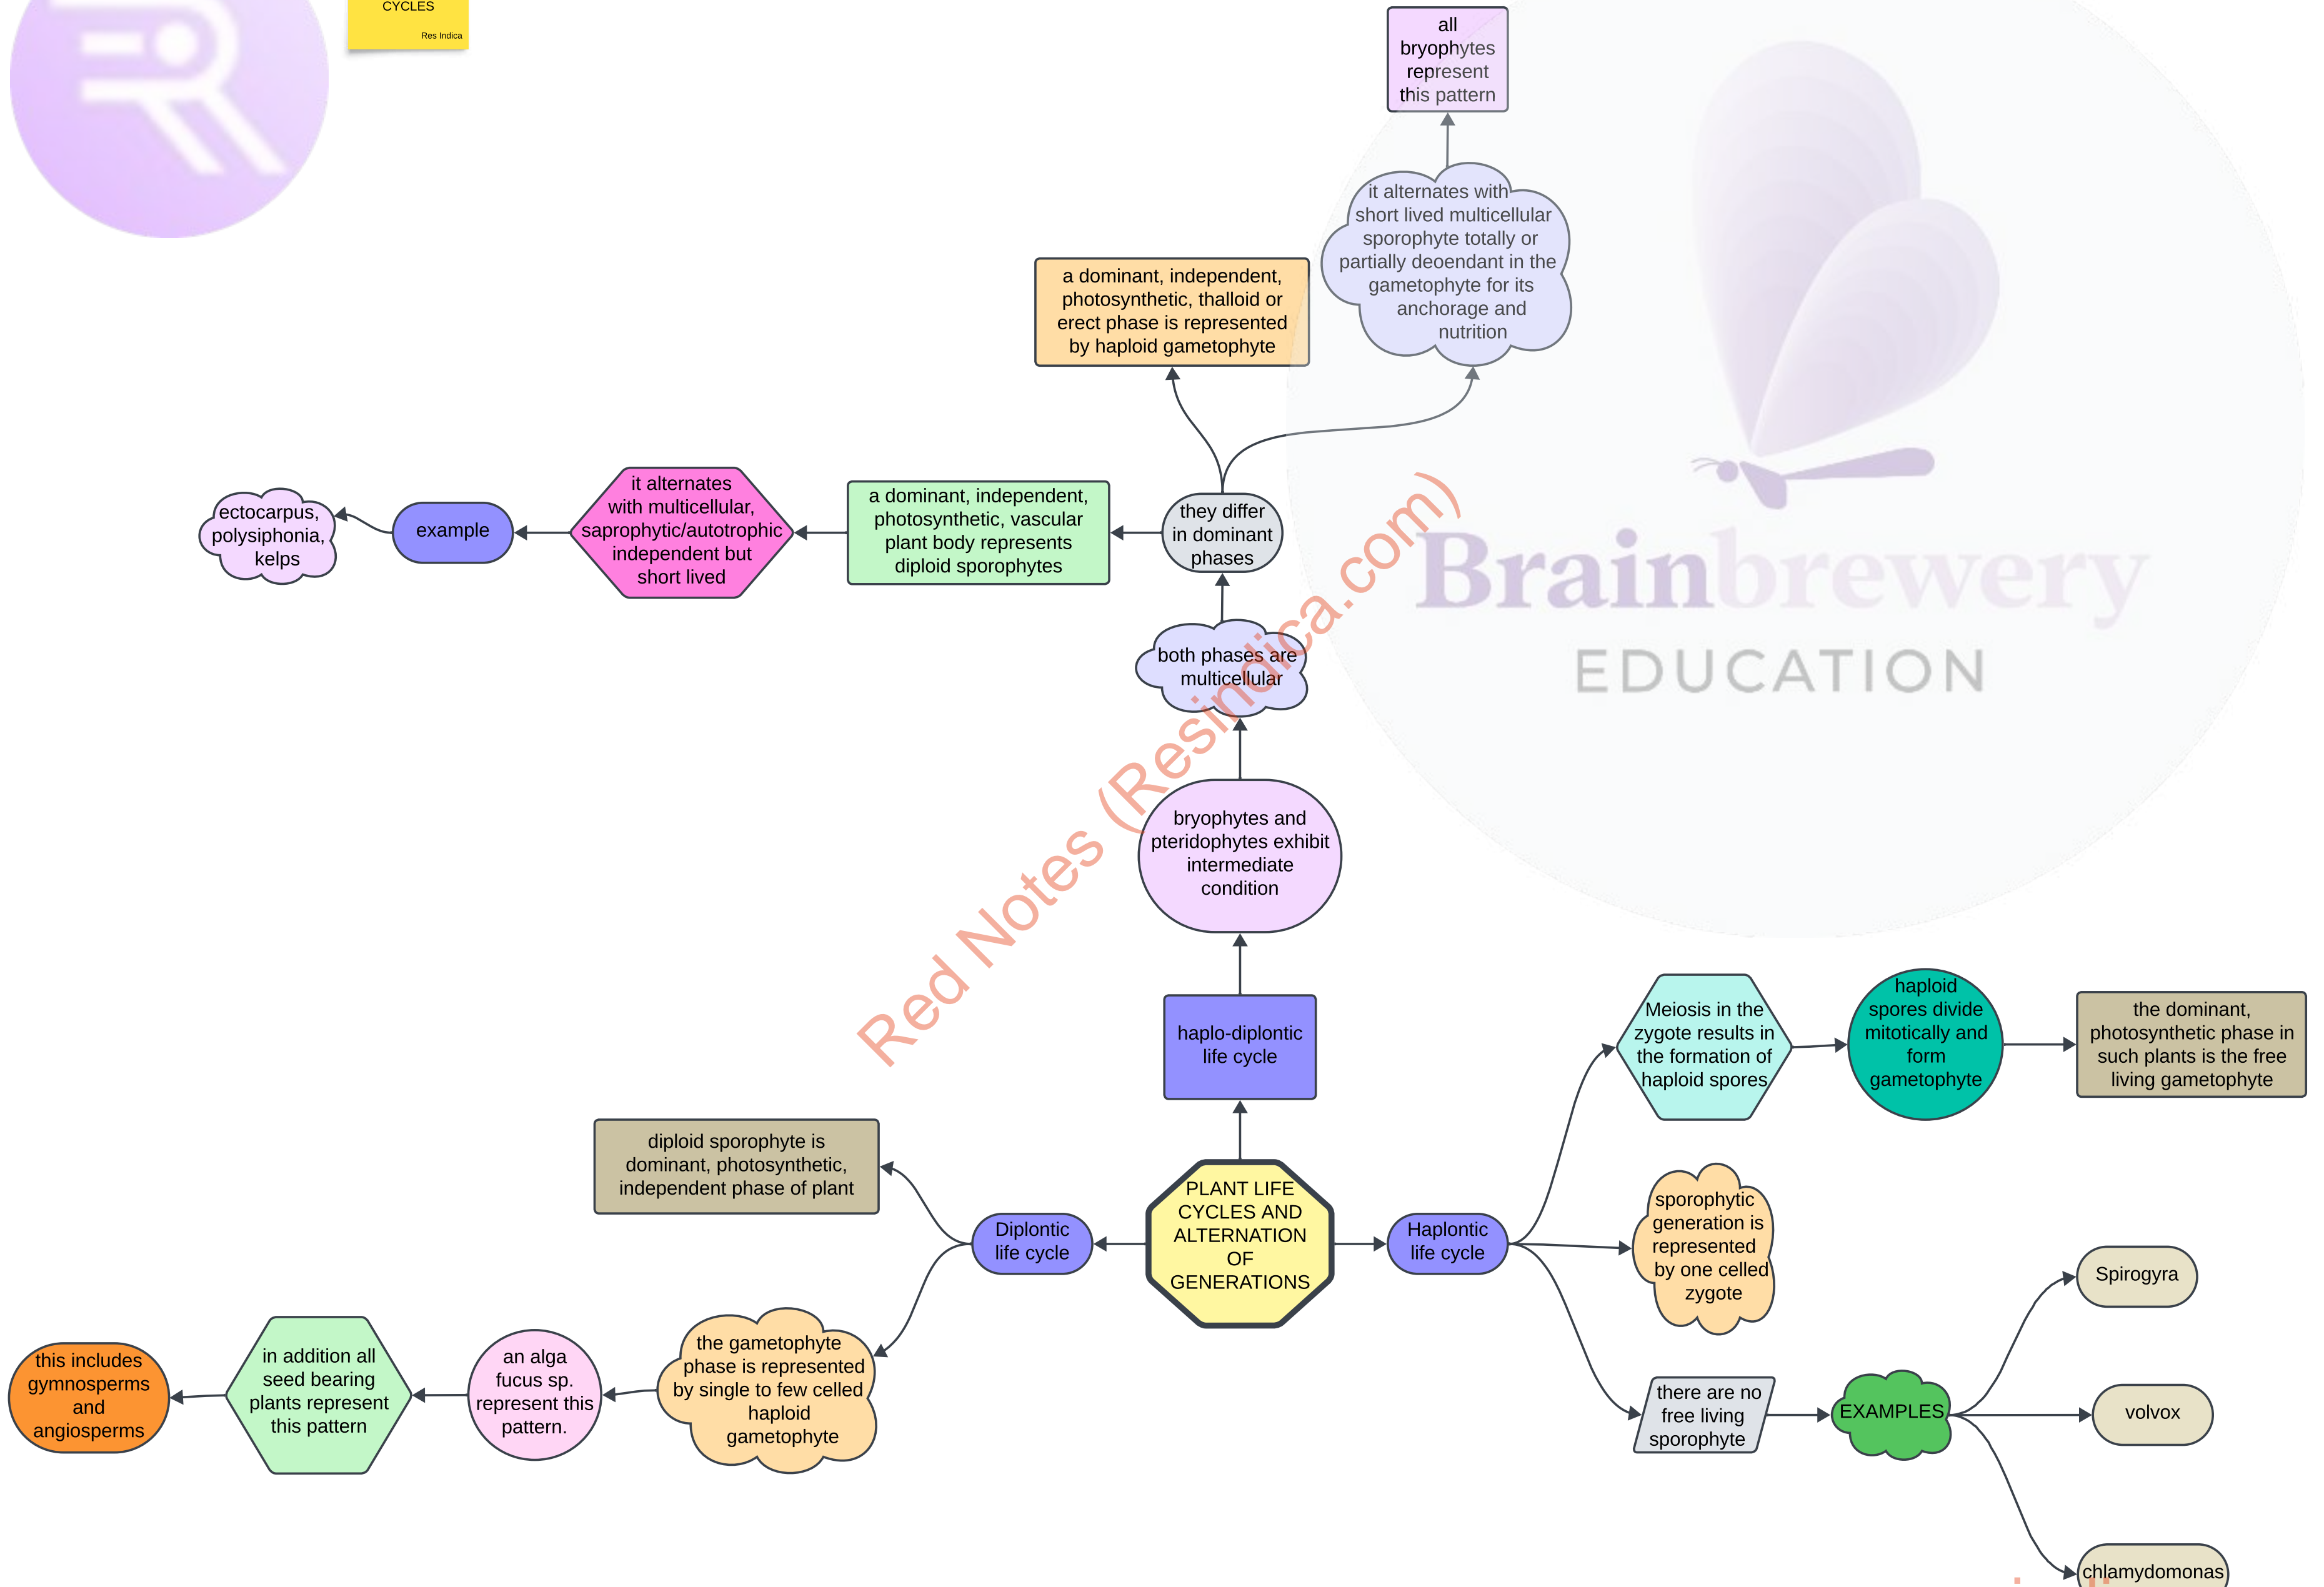 CYCLES
Res Indica
all
bryophytes
represent
this pattern
it alternates with
short lived multicellular
sporophyte totally or
partially deoendant in the
gametophyte for its
anchorage and
nutrition
a dominant, independent,
photosynthetic, thalloid or
erect phase is represented
by haploid gametophyte
ectocarpus,
polysiphonia,
kelps
example
it alternates
with multicellular,
saprophytic/autotrophic
independent but
short lived
a dominant, independent,
photosynthetic, vascular
plant body represents
diploid sporophytes
they differ
in dominant
phases
Brainbrewery
EDUCATION
both phases are
multicellular
Red Notes (Resindica.com)
bryophytes and
pteridophytes exhibit
intermediate
condition
haplo-diplontic
life cycle
Meiosis in the
zygote results in
the formation of
haploid spores
haploid
spores divide
mitotically and
form
gametophyte
the dominant,
photosynthetic phase in
such plants is the free
living gametophyte
diploid sporophyte is
dominant, photosynthetic,
independent phase of plant
Diplontic
life cycle
PLANT LIFE
CYCLES AND
ALTERNATION
OF
GENERATIONS
Haplontic
life cycle
sporophytic
generation is
represented
by one celled
zygote
this includes
gymnosperms
and
angiosperms
in addition all
seed bearing
plants represent
this pattern
an alga
fucus sp.
represent this
pattern.
the gametophyte
phase is represented
by single to few celled
haploid
gametophyte
there are no
free living
sporophyte
EXAMPLES
Spirogyra
volvox
chlamydomonas